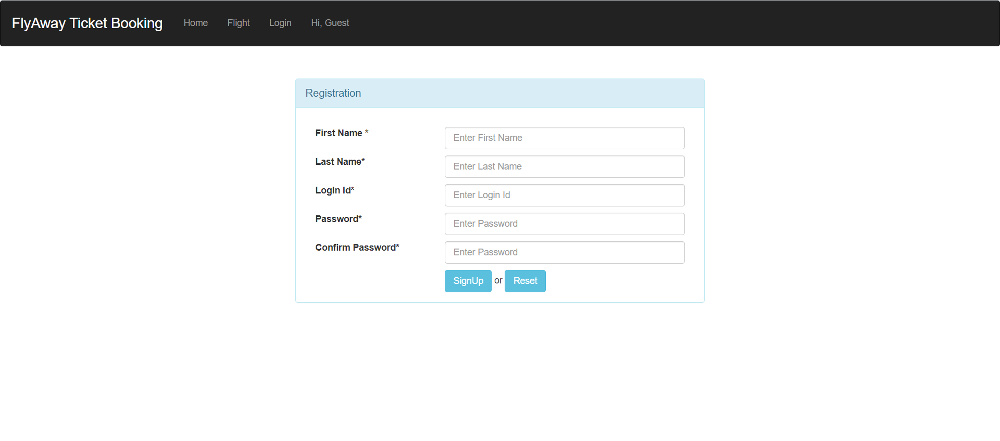 FlyAway Ticket Booking Home Flight Login Hi, Guest
Registration
First Name * Enter First Name
Last Name* Enter Last Name
Login Id* Enter Login Id
Password* Enter Password
Confirm Password* Enter Password
SignUp or Reset